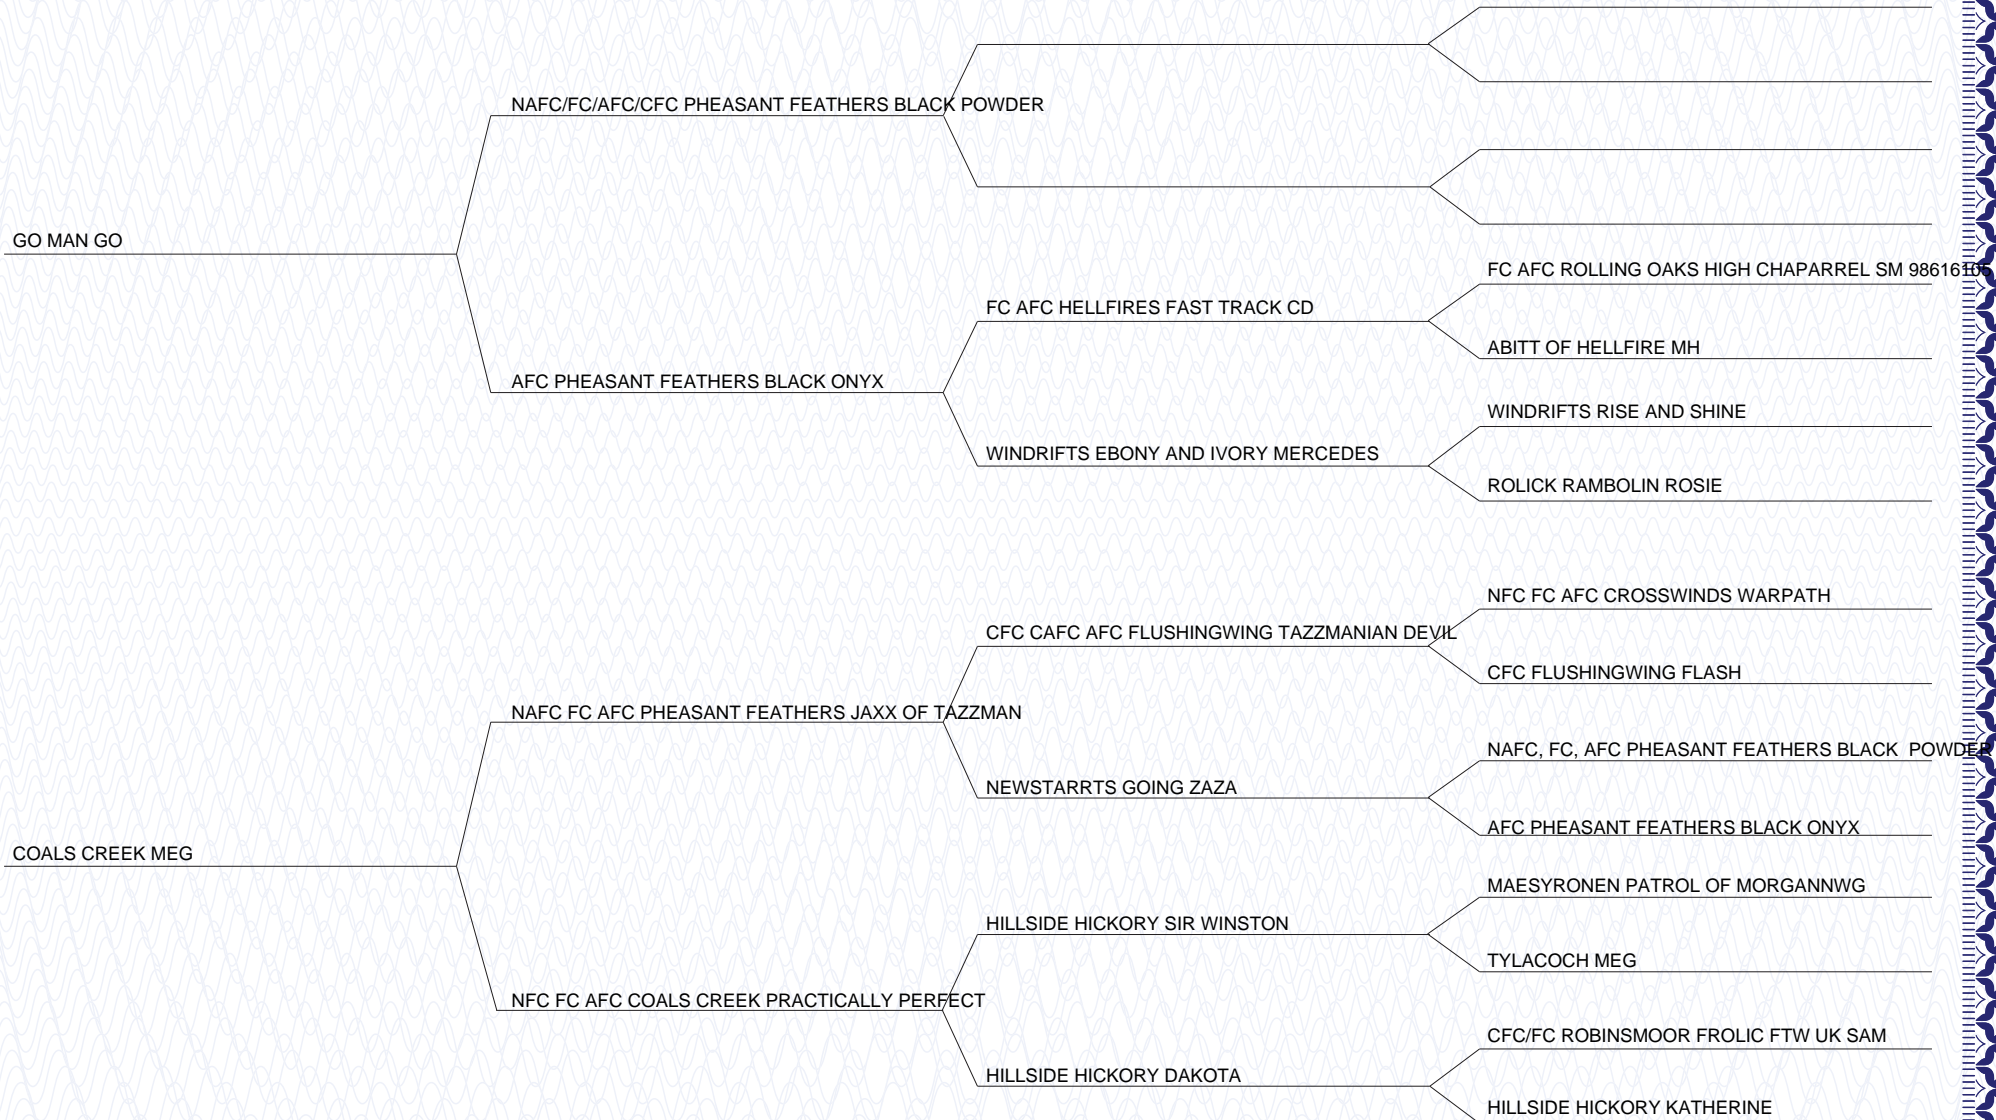 NAFC/FC/AFC/CFC PHEASANT FEATHERS BLACK POWDER
GO MAN GO
FC AFC ROLLING OAKS HIGH CHAPARREL SM 98616105
FC AFC HELLFIRES FAST TRACK CD
ABITT OF HELLFIRE MH
AFC PHEASANT FEATHERS BLACK ONYX
WINDRIFTS RISE AND SHINE
WINDRIFTS EBONY AND IVORY MERCEDES
ROLICK RAMBOLIN ROSIE
NFC FC AFC CROSSWINDS WARPATH
CFC CAFC AFC FLUSHINGWING TAZZMANIAN DEVIL
CFC FLUSHINGWING FLASH
NAFC FC AFC PHEASANT FEATHERS JAXX OF TAZZMAN
NAFC, FC, AFC PHEASANT FEATHERS BLACK  POWDER
NEWSTARRTS GOING ZAZA
AFC PHEASANT FEATHERS BLACK ONYX
COALS CREEK MEG
MAESYRONEN PATROL OF MORGANNWG
HILLSIDE HICKORY SIR WINSTON
TYLACOCH MEG
NFC FC AFC COALS CREEK PRACTICALLY PERFECT
CFC/FC ROBINSMOOR FROLIC FTW UK SAM
HILLSIDE HICKORY DAKOTA
HILLSIDE HICKORY KATHERINE